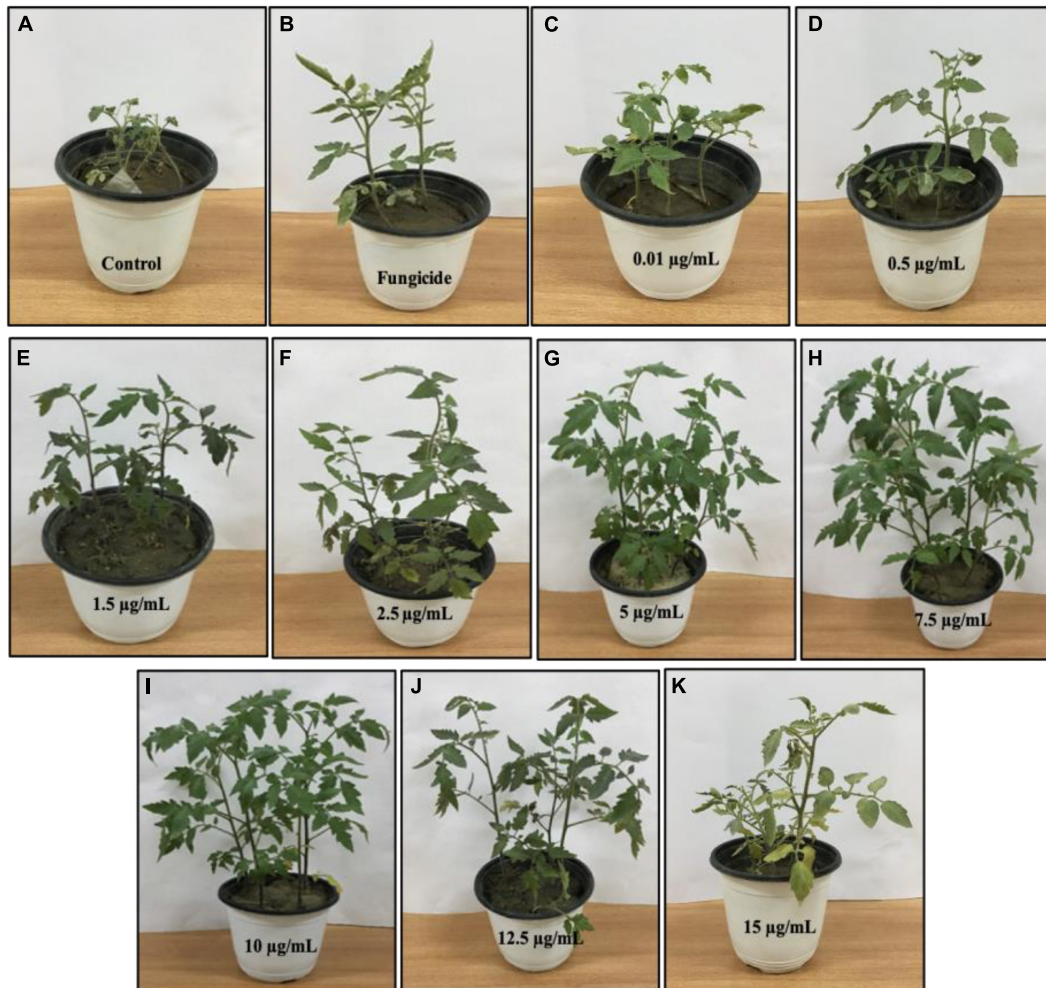 A
B
C
D
Control
Fungicide
0.01 µg/mL
0.5 µg/mL
E
F
G
H
1.5 µg/mL
2.5 µg/mL
5 µg/mL
7.5 µg/mL
I
J
K
10 µg/mL
12.5 µg/mL
15 µg/mL